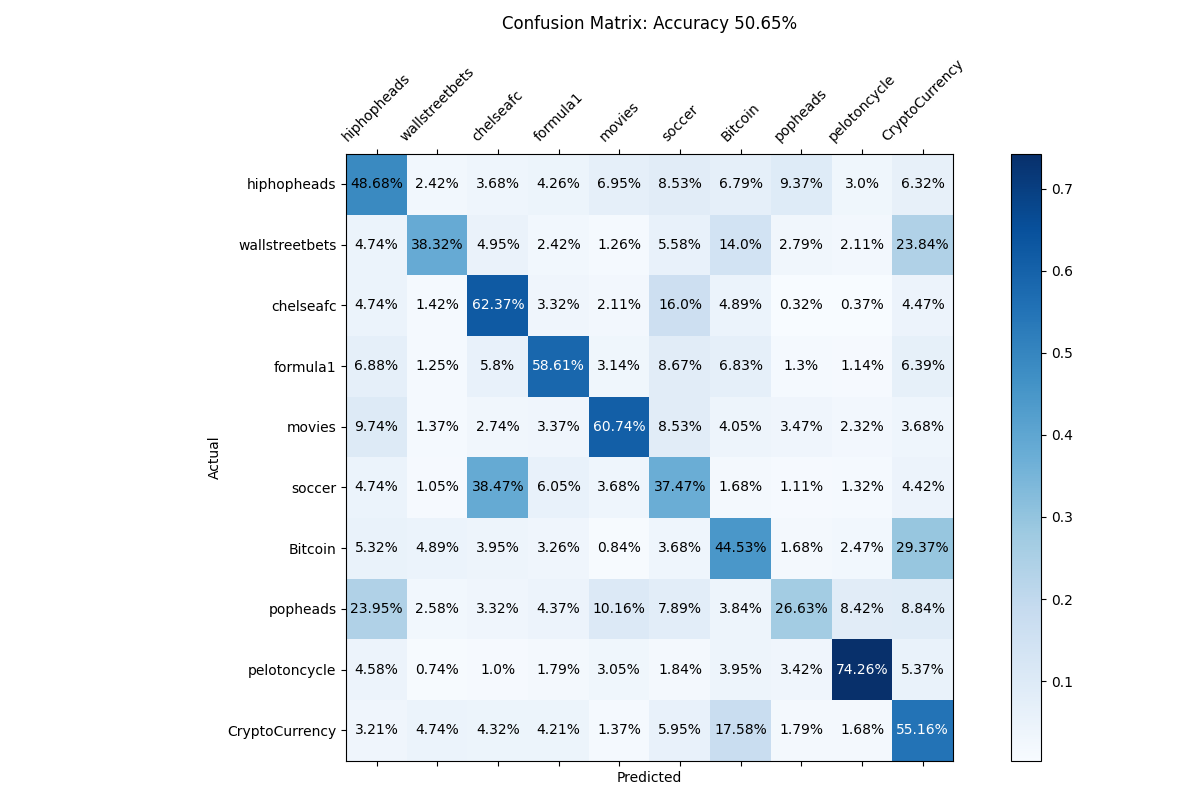 Confusion Matrix: Accuracy 50.65%
hiphopheads wallstreetbets chelseafc formula1 movies soccer Bitcoin popheads pelotoncycle CryptoCurrency
hiphopheads 48.68% 2.42% 3.68% 4.26% 6.95% 8.53% 6.79% 9.37% 3.0% 6.32%
wallstreetbets 4.74% 38.32% 4.95% 2.42% 1.26% 5.58% 14.0% 2.79% 2.11% 23.84%
chelseafc 4.74% 1.42% 62.37% 3.32% 2.11% 16.0% 4.89% 0.32% 0.37% 4.47%
formula1 6.88% 1.25% 5.8% 58.61% 3.14% 8.67% 6.83% 1.3% 1.14% 6.39%
movies 9.74% 1.37% 2.74% 3.37% 60.74% 8.53% 4.05% 3.47% 2.32% 3.68%
soccer 4.74% 1.05% 38.47% 6.05% 3.68% 37.47% 1.68% 1.11% 1.32% 4.42%
Bitcoin 5.32% 4.89% 3.95% 3.26% 0.84% 3.68% 44.53% 1.68% 2.47% 29.37%
popheads 23.95% 2.58% 3.32% 4.37% 10.16% 7.89% 3.84% 26.63% 8.42% 8.84%
pelotoncycle 4.58% 0.74% 1.0% 1.79% 3.05% 1.84% 3.95% 3.42% 74.26% 5.37%
CryptoCurrency 3.21% 4.74% 4.32% 4.21% 1.37% 5.95% 17.58% 1.79% 1.68% 55.16%
Actual
Predicted
0.7
0.6
0.5
0.4
0.3
0.2
0.1